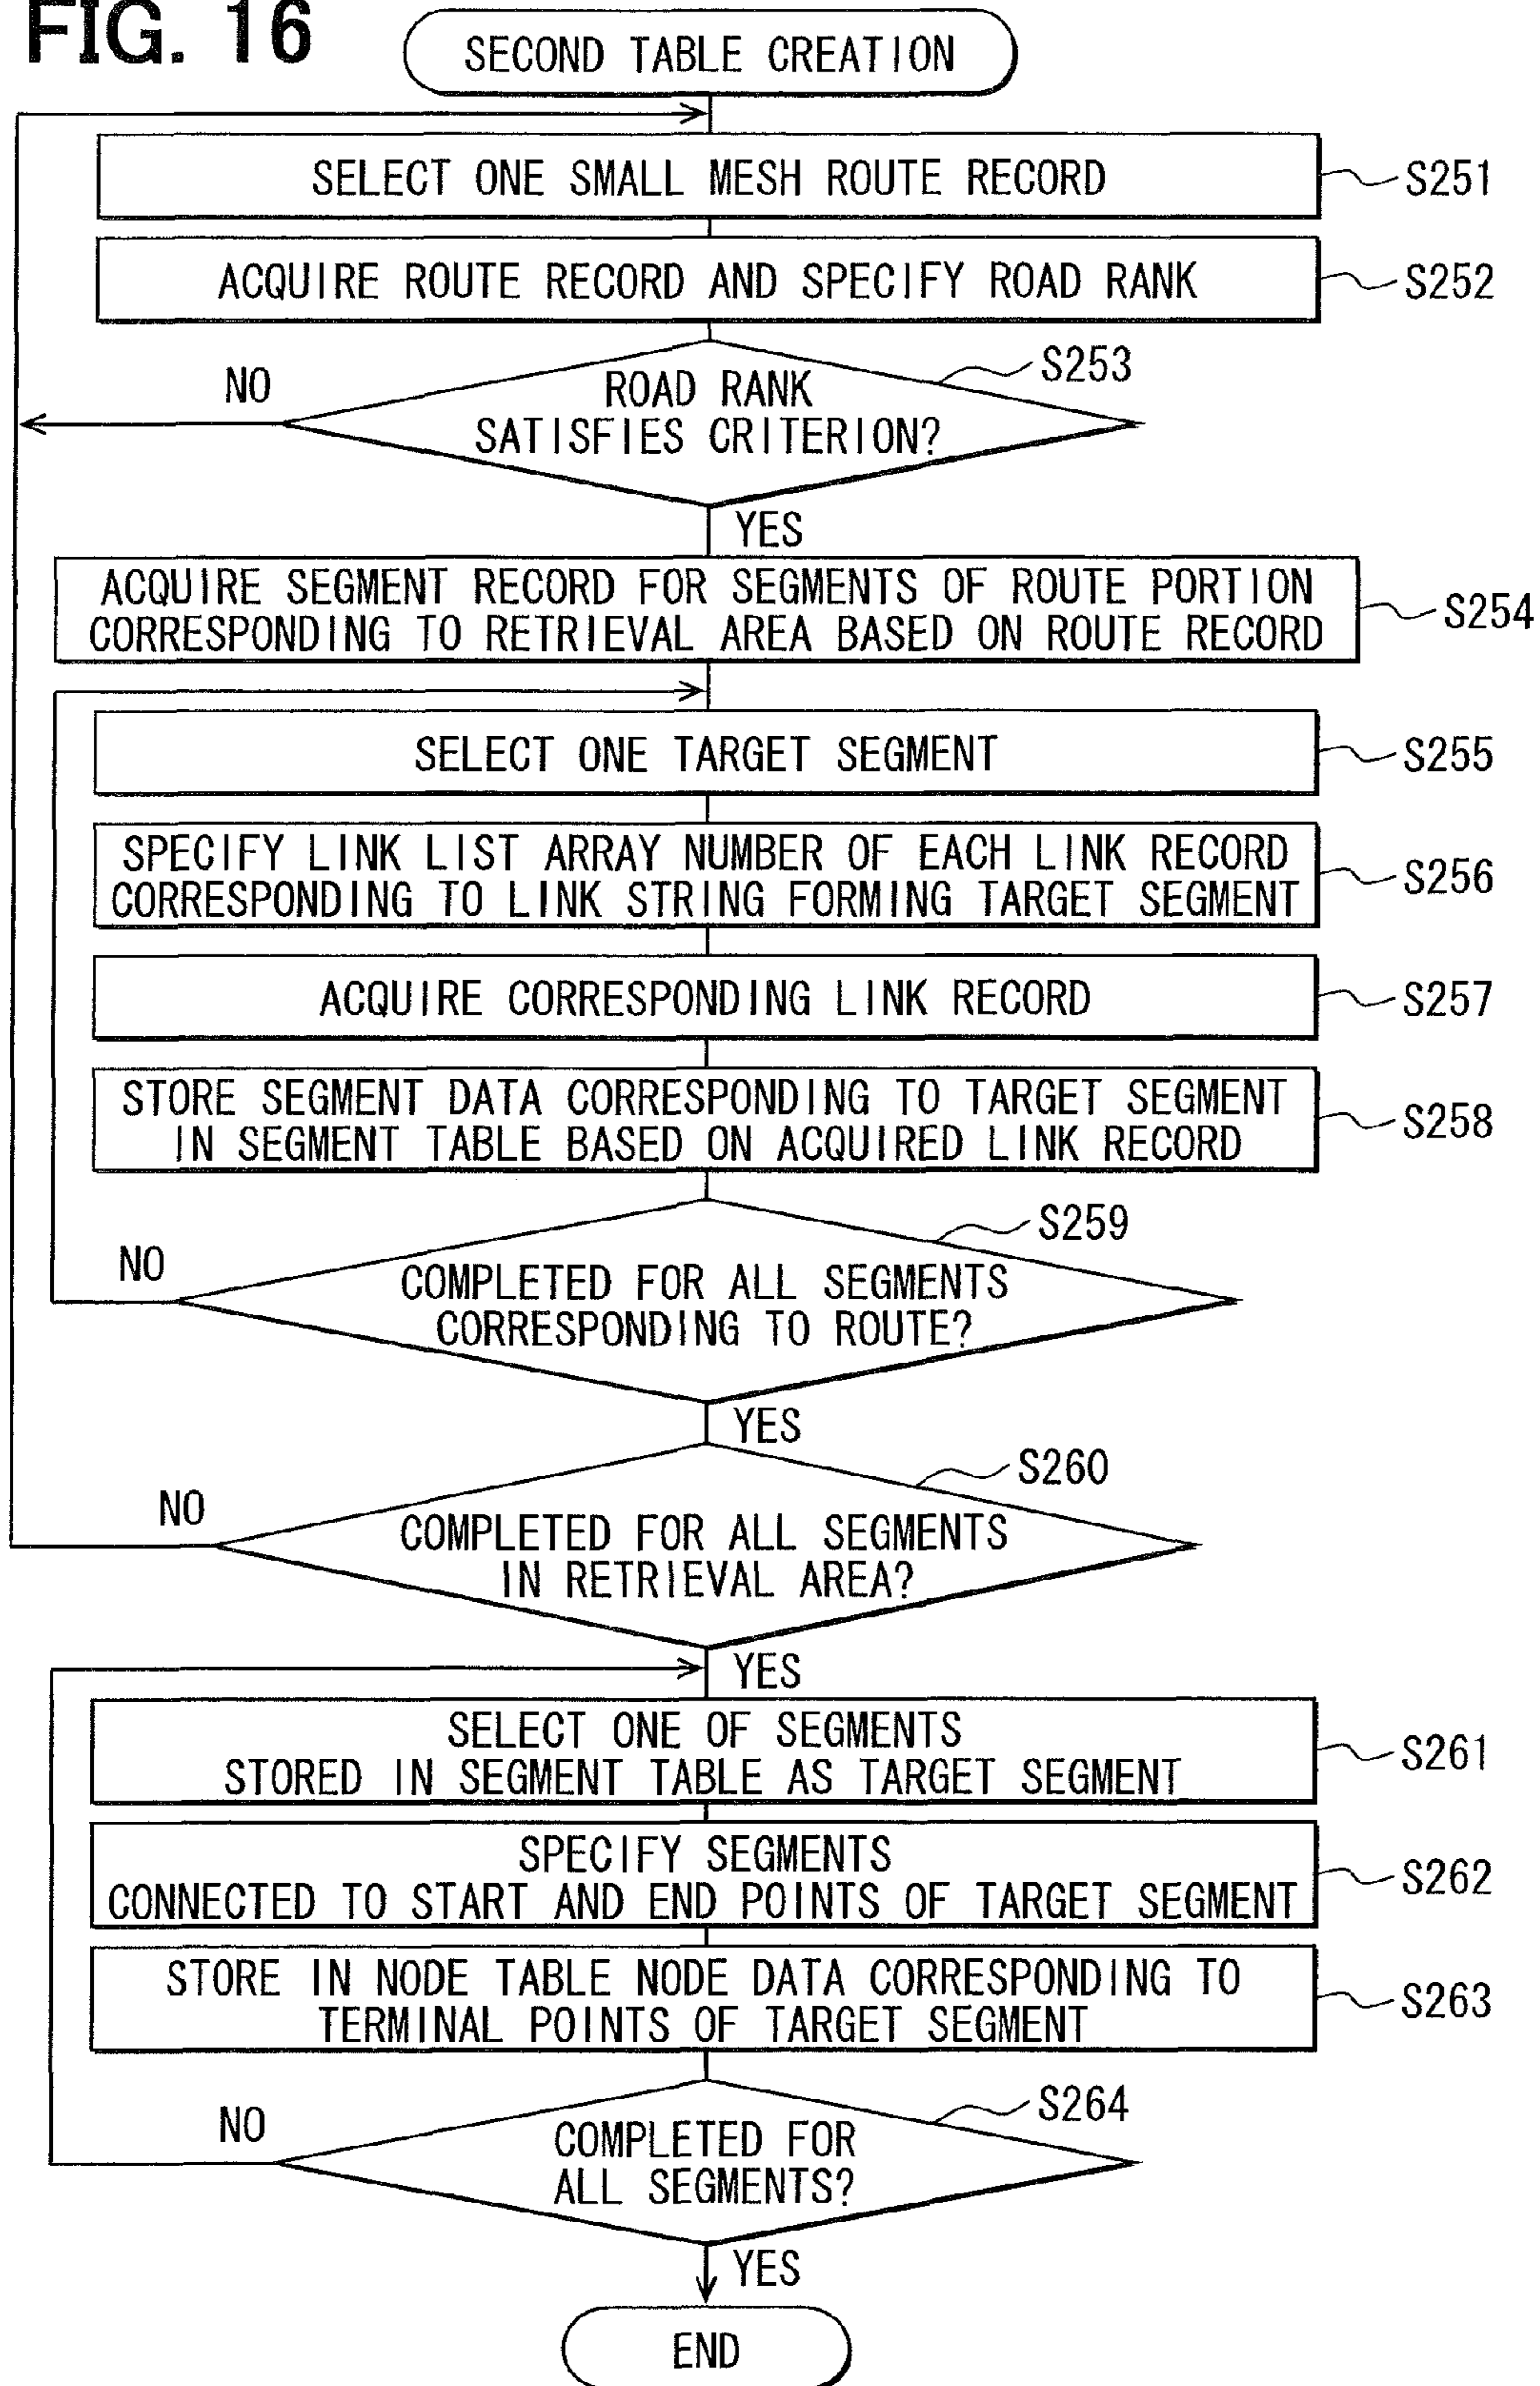 FIG. 16
SECOND TABLE CREATION
SELECT ONE SMALL MESH ROUTE RECORD
S251
ACQUIRE ROUTE RECORD AND SPECIFY ROAD RANK
S252
S253
NO
ROAD RANK
SATISFIES CRITERION?
YES
ACQUIRE SEGMENT RECORD FOR SEGMENTS OF ROUTE PORTION
CORRESPONDING TO RETRIEVAL AREA BASED ON ROUTE RECORD
S254
SELECT ONE TARGET SEGMENT
S255
SPECIFY LINK LIST ARRAY NUMBER OF EACH LINK RECORD
CORRESPONDING TO LINK STRING FORMING TARGET SEGMENT
S256
ACQUIRE CORRESPONDING LINK RECORD
S257
STORE SEGMENT DATA CORRESPONDING TO TARGET SEGMENT
IN SEGMENT TABLE BASED ON ACQUIRED LINK RECORD
S258
S259
NO
COMPLETED FOR ALL SEGMENTS
CORRESPONDING TO ROUTE?
YES
S260
NO
COMPLETED FOR ALL SEGMENTS
IN RETRIEVAL AREA?
YES
SELECT ONE OF SEGMENTS
STORED IN SEGMENT TABLE AS TARGET SEGMENT
S261
SPECIFY SEGMENTS
CONNECTED TO START AND END POINTS OF TARGET SEGMENT
S262
STORE IN NODE TABLE NODE DATA CORRESPONDING TO
TERMINAL POINTS OF TARGET SEGMENT
S263
S264
NO
COMPLETED FOR
ALL SEGMENTS?
YES
END